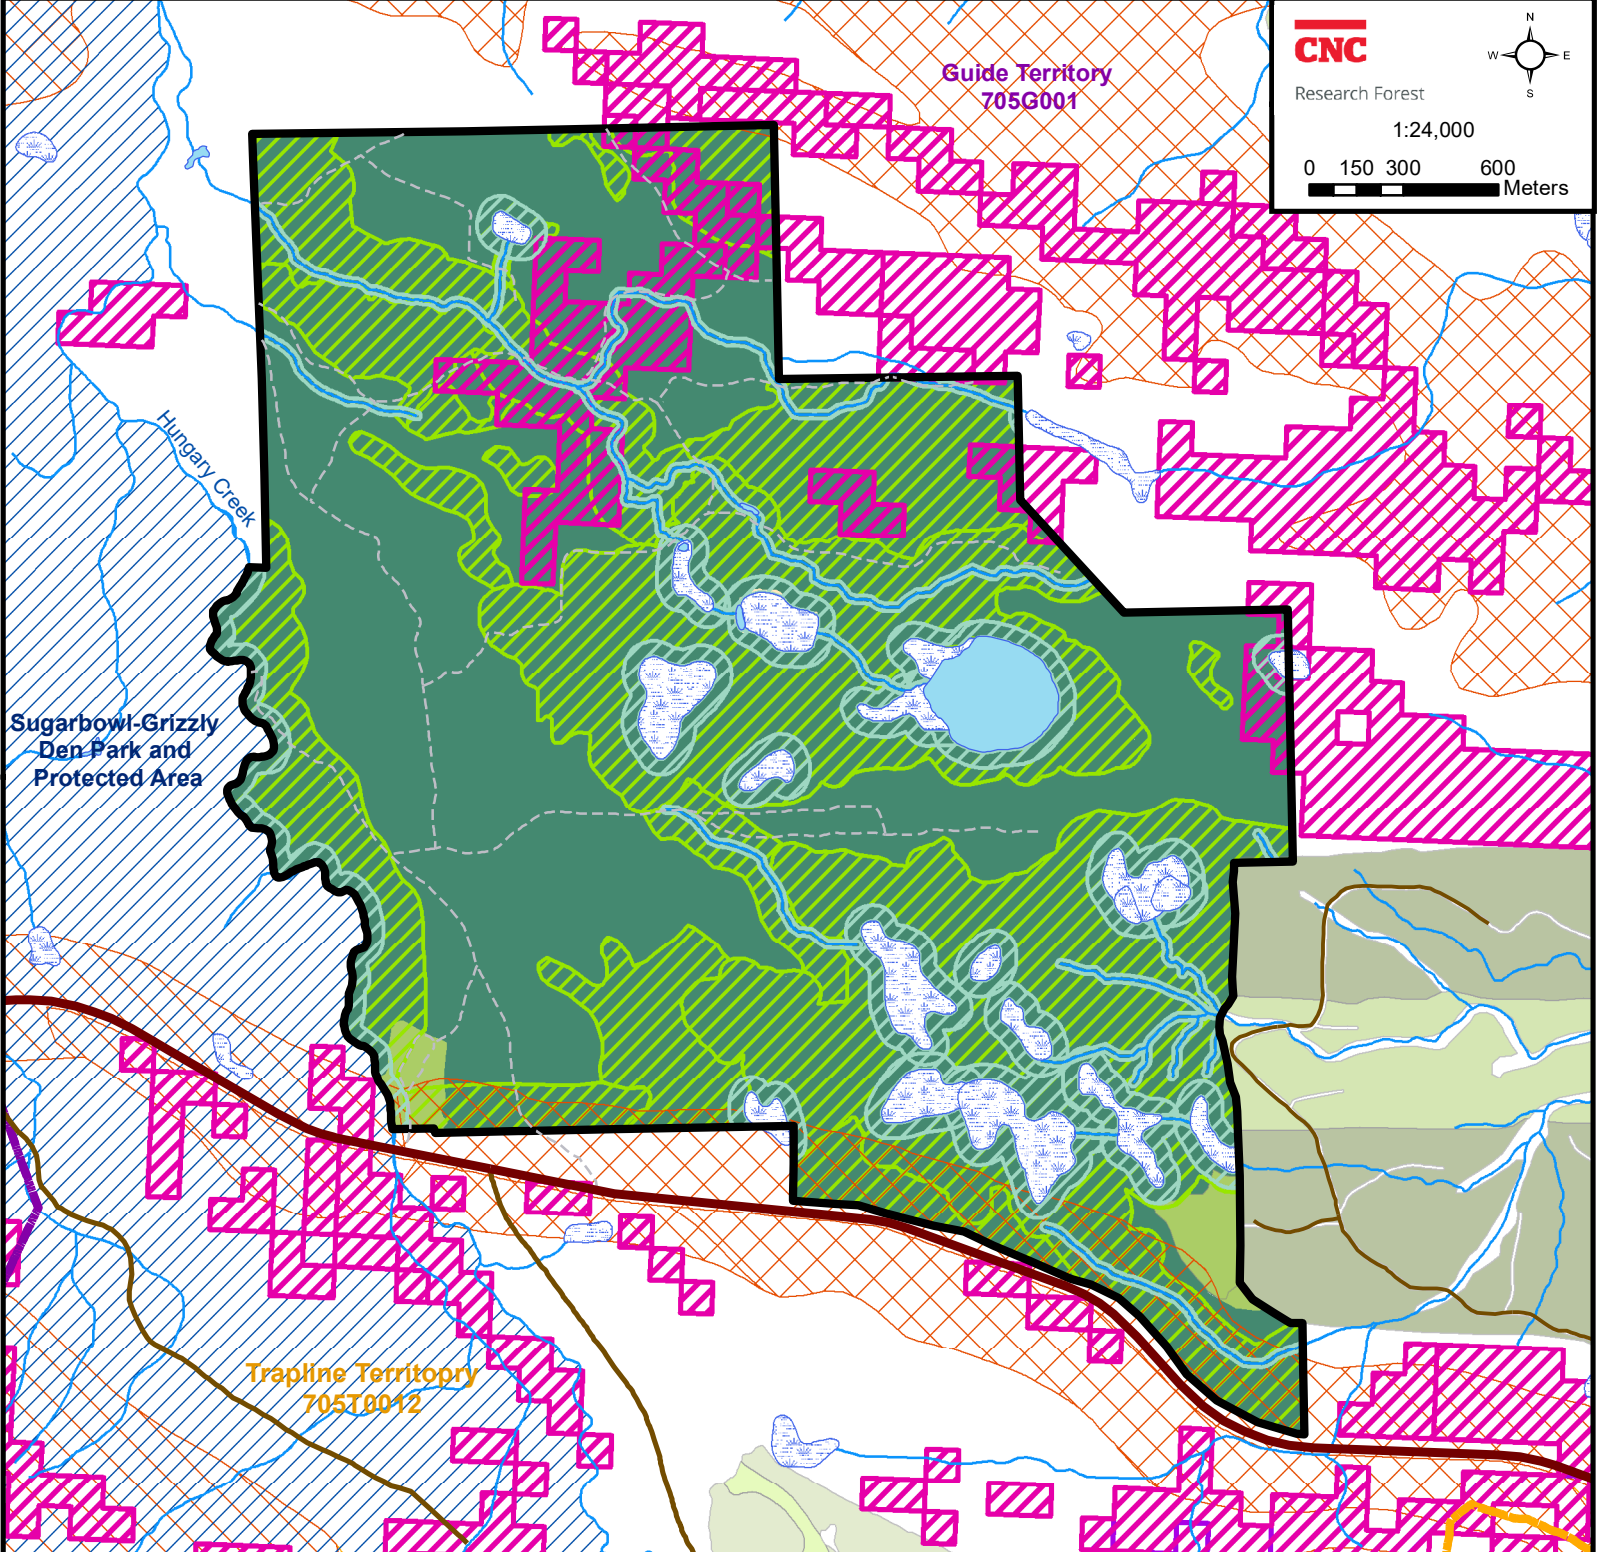 Guide Territory
705G001
CNC
Research Forest
N
W
E
S
1:24,000
0 150 300 600
Meters
Hungary Creek
Sugarbowl-Grizzly
Den Park and
Protected Area
Trapline Territopry
705T0012